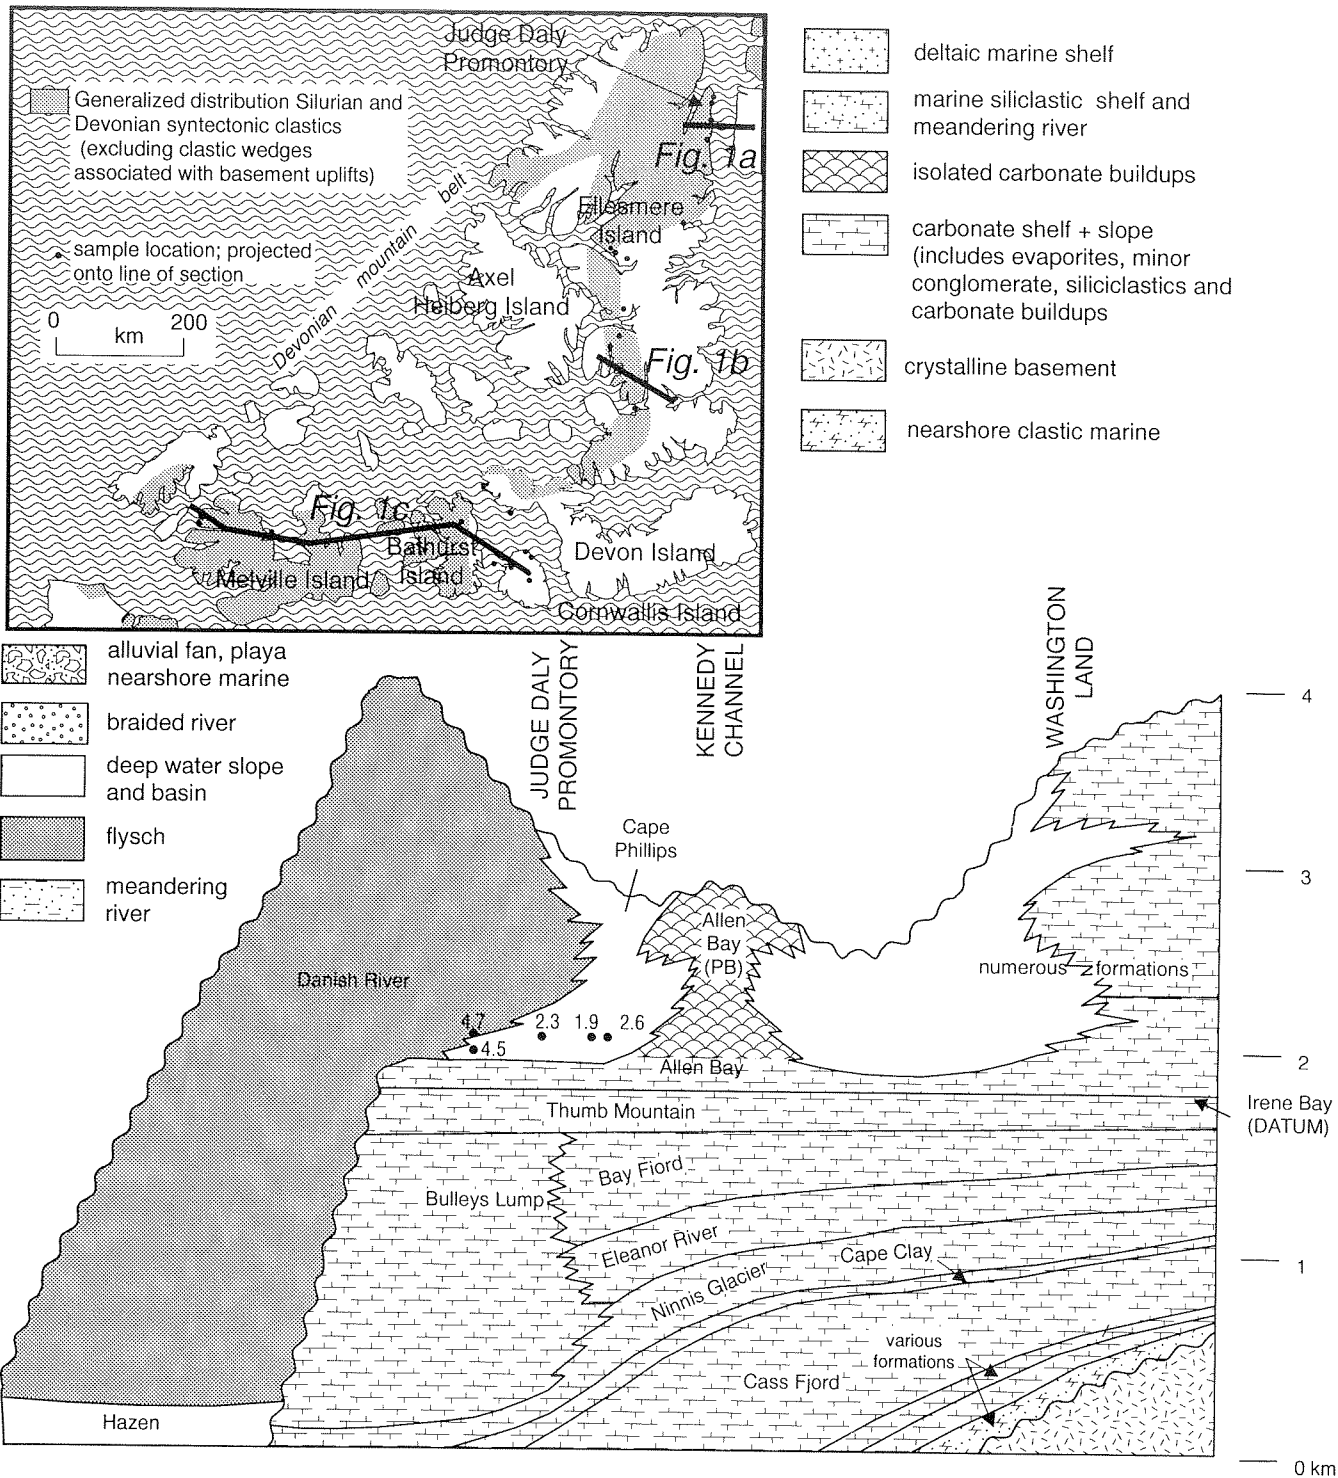 Judge Daly
Promontory
Generalized distribution Silurian and
Devonian syntectonic clastics
(excluding clastic wedges
associated with basement uplifts)
sample location; projected
onto line of section
0 200
km
Devonian mountain belt
Fig. 1a
Ellesmere
Island
Axel
Heiberg Island
Fig. 1b
Fig. 1c
Bathurst
Island
Melville Island
Devon Island
Cornwallis Island
deltaic marine shelf
marine siliclastic shelf and
meandering river
isolated carbonate buildups
carbonate shelf + slope
(includes evaporites, minor
conglomerate, siliciclastics and
carbonate buildups
crystalline basement
nearshore clastic marine
alluvial fan, playa
nearshore marine
braided river
deep water slope
and basin
flysch
meandering
river
JUDGE DALY
PROMONTORY
KENNEDY
CHANNEL
WASHINGTON
LAND
4
3
2
1
0 km
Cape
Phillips
Allen
Bay
(PB)
numerous formations
Danish River
4.7
4.5
2.3
1.9
2.6
Allen Bay
Thumb Mountain
Irene Bay
(DATUM)
Bay Fiord
Bulleys Lump
Eleanor River
Cape Clay
Ninnis Glacier
various
formations
Cass Fjord
Hazen